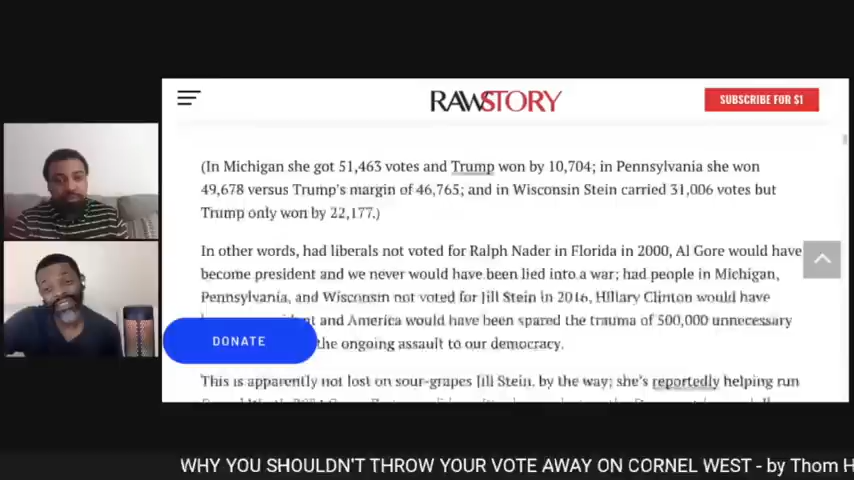 RAWSTORY
SUBSCRIBE FOR $1
(In Michigan she got 51,463 votes and Trump won by 10,704; in Pennsylvania she won
49,678 versus Trump's margin of 46,765; and in Wisconsin Stein carried 31,006 votes but
Trump only won by 22,177.)
In other words, had liberals not voted for Ralph Nader in Florida in 2000, Al Gore would have
become president and we never would have been lied into a war; had people in Michigan,
Pennsylvania, and Wisconsin not voted for Jill Stein in 2016, Hillary Clinton would have
and America would have been spared the trauma of 500,000 unnecessary
DONATE
the ongoing assault to our democracy.
This is apparently not lost on sour-grapes Jill Stein, by the way; she's reportedly helping run
WHY YOU SHOULDN'T THROW YOUR VOTE AWAY ON CORNEL WEST - by Thom H